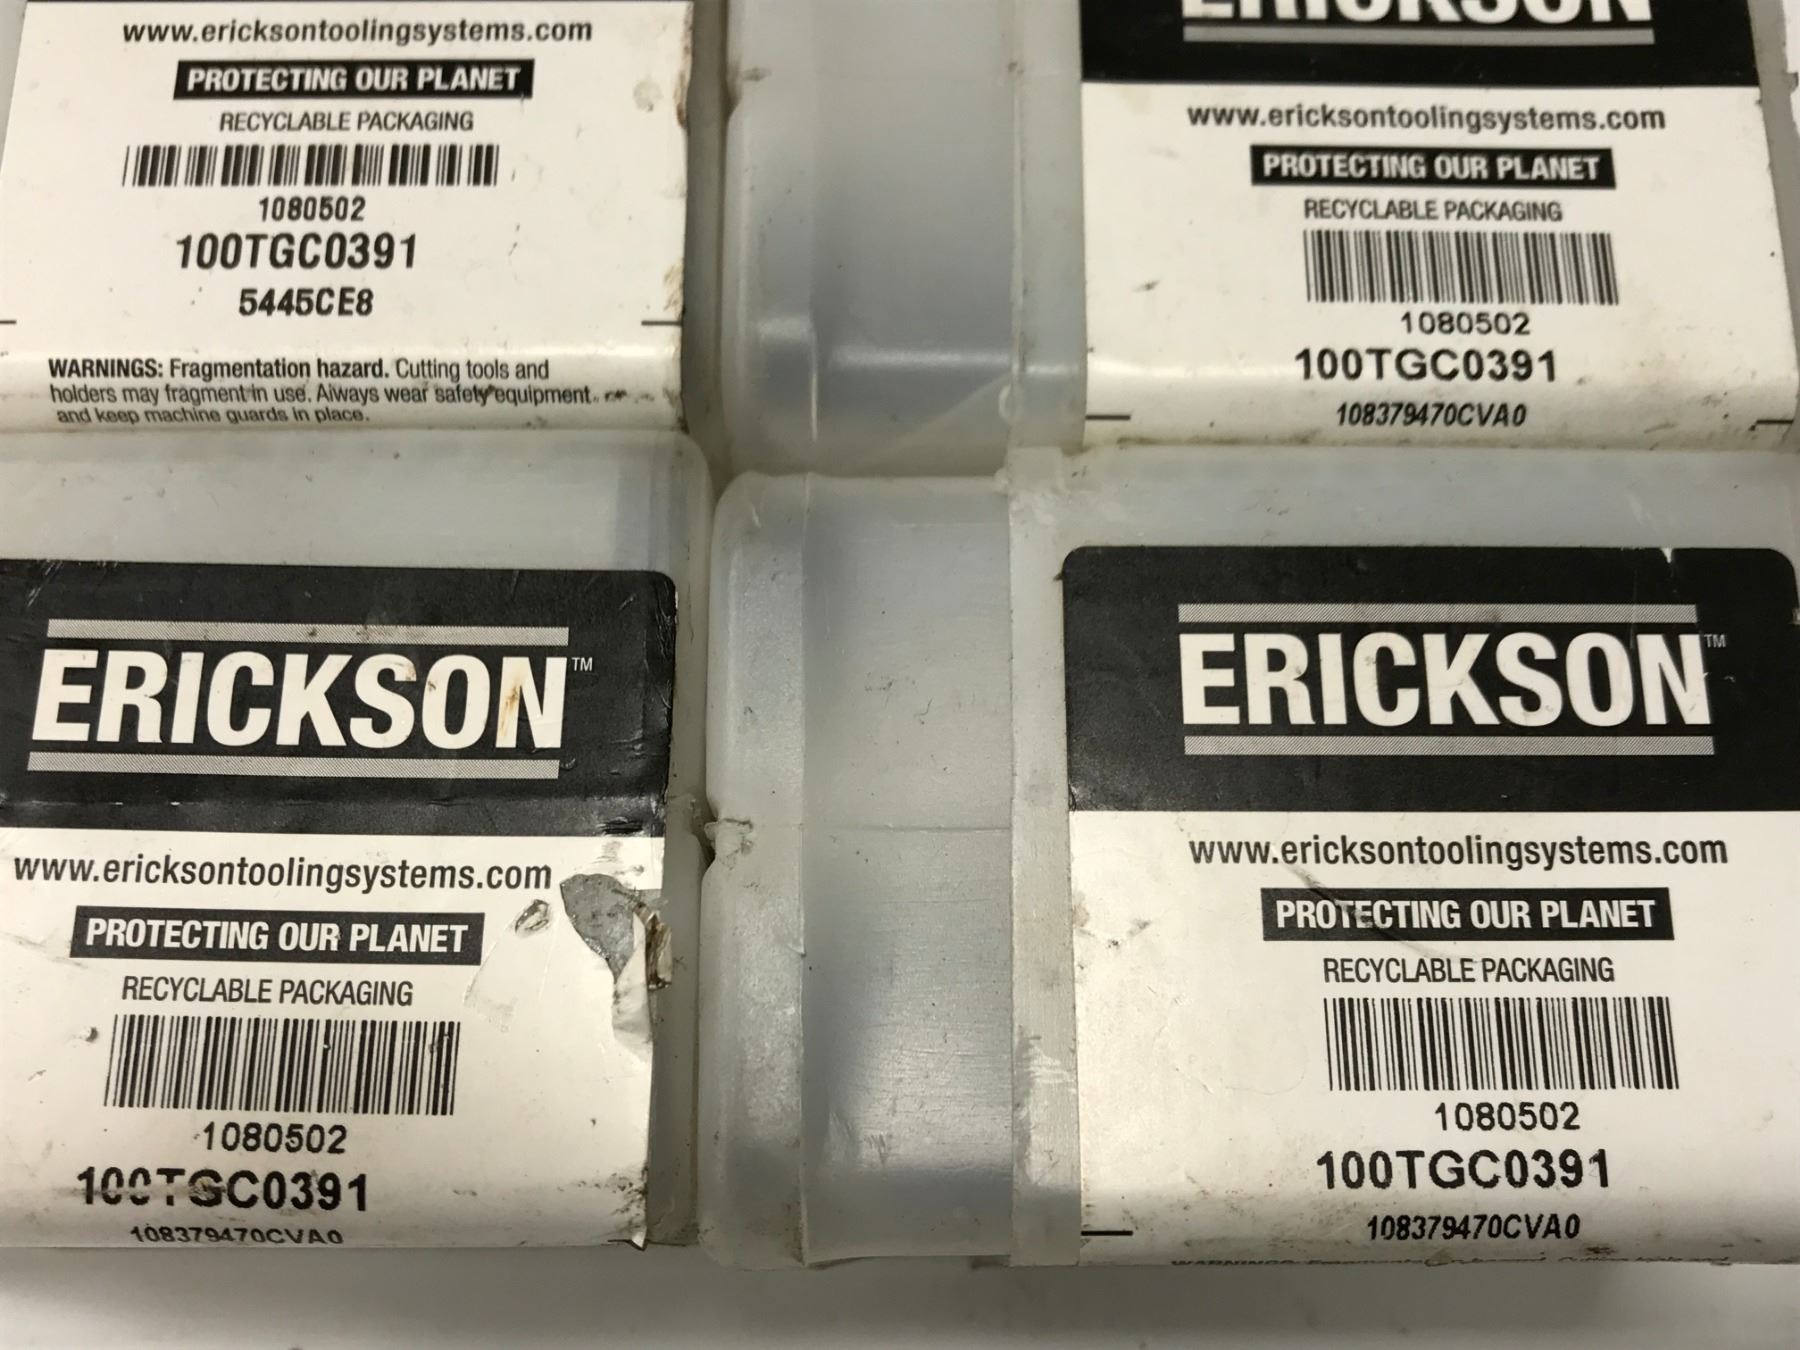 www.ericksontoolingsystems.com
PROTECTING OUR PLANET
RECYCLABLE PACKAGING
1080502
100TGC0391
5445CE8
WARNINGS: Fragmentation hazard. Cutting tools and
holders may fragment in use. Always wear safety equipment
and keep machine guards in place.
ERICKSON
www.ericksontoolingsystems.com
PROTECTING OUR PLANET
RECYCLABLE PACKAGING
1080502
100TGC0391
108379470CVA0
ERICKSON™
www.ericksontoolingsystems.com
PROTECTING OUR PLANET
RECYCLABLE PACKAGING
1080502
100TGC0391
108379470CVA0
ERICKSON™
www.ericksontoolingsystems.com
PROTECTING OUR PLANET
RECYCLABLE PACKAGING
1080502
100TGC0391
108379470CVA0